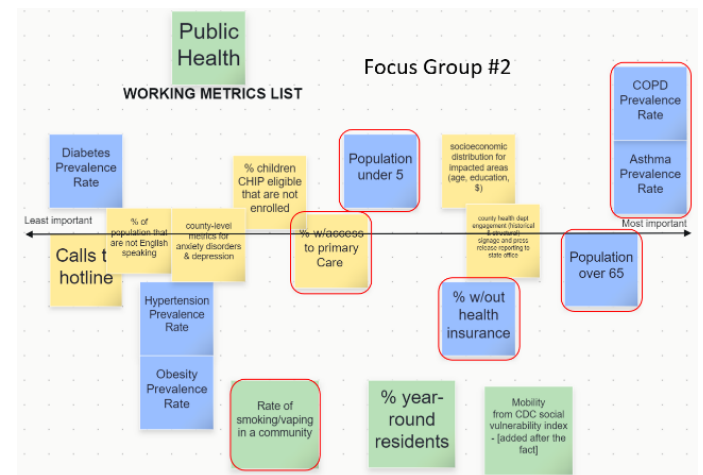 Public
Health
Focus Group #2
WORKING METRICS LIST
COPD
Prevalence
Rate
Diabetes
Prevalence
Rate
% children
CHIP eligible
that are not
enrolled
Population
under 5
socioeconomic
distribution for
impacted areas
(age, education,
$)
Asthma
Prevalence
Rate
Least important
Most important
% of
population that
are not English
speaking
county-level
metrics for
anxiety disorders
& depression
% w/access
to primary
Care
county health dept
engagement (historical
& structural)
signage and press
release reporting to
state office
Calls t
hotline
Population
over 65
Hypertension
Prevalence
Rate
% w/out
health
insurance
Obesity
Prevalence
Rate
Rate of
smoking/vaping
in a community
% year-
round
residents
Mobility
from CDC social
vulnerability index
- [added after the
fact]